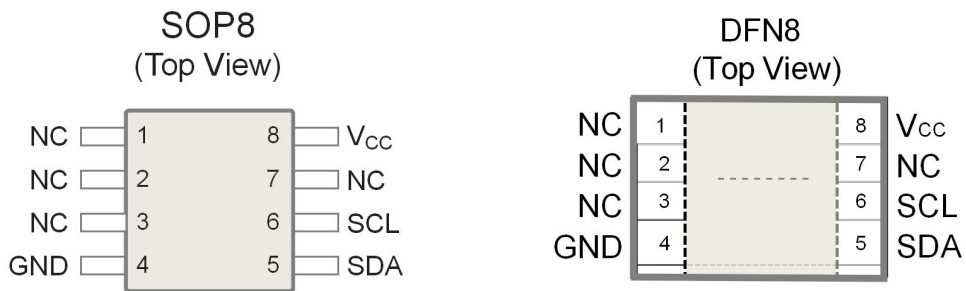 SOP8
(Top View)
NC 1 8 VCC
NC 2 7 NC
NC 3 6 SCL
GND 4 5 SDA
DFN8
(Top View)
NC 1 8 VCC
NC 2 7 NC
NC 3 6 SCL
GND 4 5 SDA